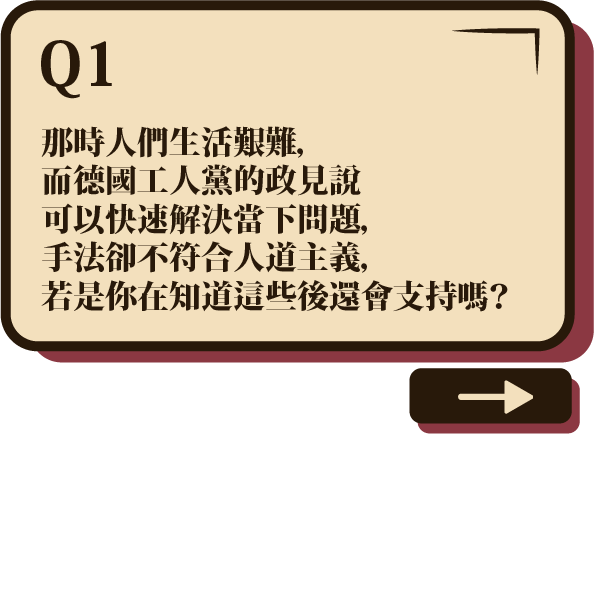 Q1
那時人們生活艱難,
而德國工人黨的政見說
可以快速解決當下問題,
手法卻不符合人道主義,
若是你在知道這些後還會支持嗎?